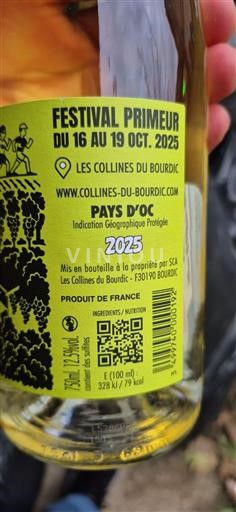 FESTIVAL PRIMEUR
DU 16 AU 19 OCT. 2025
LES COLLINES DU BOURDIC
WWW.COLLINES-DU-BOURDIC.COM
PAYS D'OC
Indication Géographique Protégée
VINTELLI
2025
Mis en bouteille à la propriété par SCA
Les Collines du Bourdic - F30190 BOURDIC
PRODUIT DE FRANCE
INGREDIENTS / NUTRITION
750ml 12.5%vol
contient des sulfites
E (100 ml) :
328 kJ / 79 kcal
3299740000192